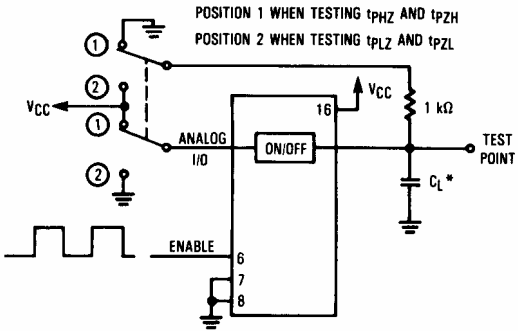 POSITION 1 WHEN TESTING tPHZ AND tPZH
POSITION 2 WHEN TESTING tPLZ AND tPZL
1
2
VCC
1
2
16
VCC
1 kΩ
ANALOG
I/O
ON/OFF
TEST
POINT
CL*
ENABLE
6
7
8